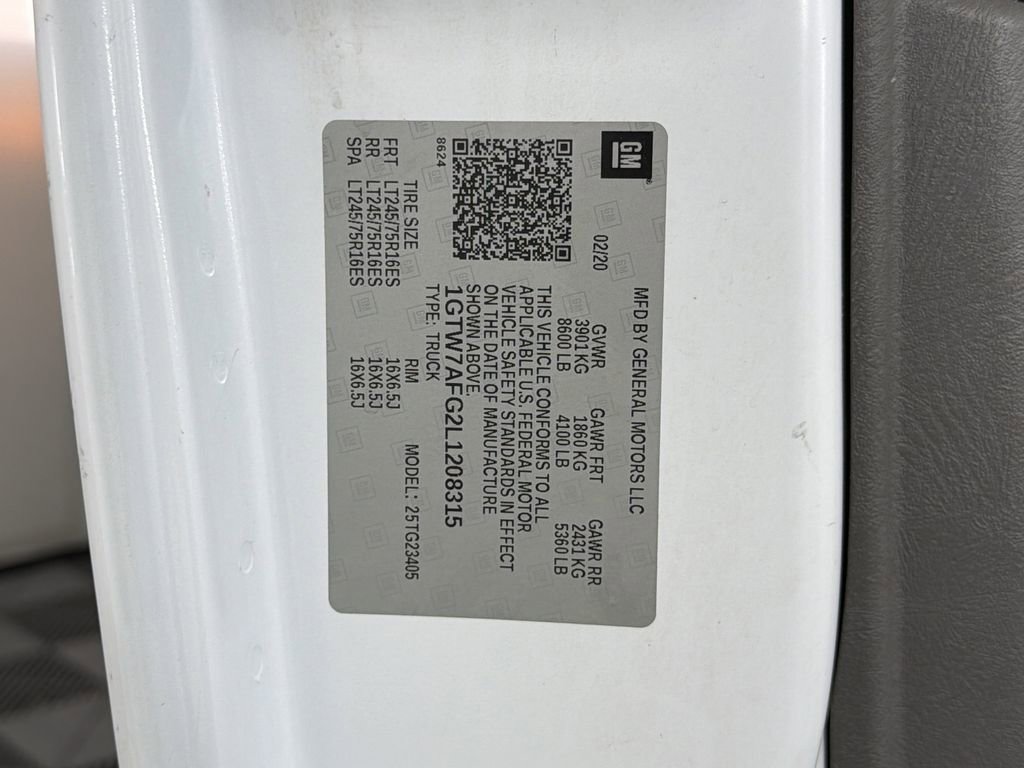 GM
MFD BY GENERAL MOTORS LLC
02/20
GVWR GAWR FRT GAWR RR
3901 KG 1860 KG 2431 KG
8600 LB 4100 LB 5360 LB
THIS VEHICLE CONFORMS TO ALL
APPLICABLE U.S. FEDERAL MOTOR
VEHICLE SAFETY STANDARDS IN EFFECT
ON THE DATE OF MANUFACTURE
SHOWN ABOVE.
1GTW7AFG2L1208315
8624
TYPE: TRUCK
MODEL: 25TG23405
TIRE SIZE RIM
FRT LT245/75R16ES 16X6.5J
RR LT245/75R16ES 16X6.5J
SPA LT245/75R16ES 16X6.5J